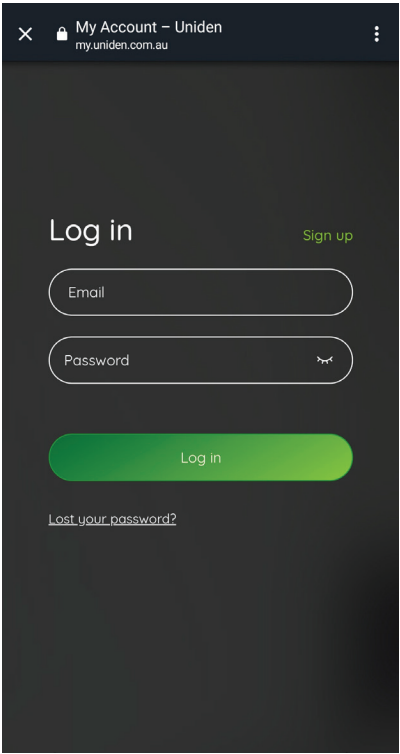 My Account – Uniden
my.uniden.com.au
Log in
Sign up
Email
Password
Log in
Lost your password?